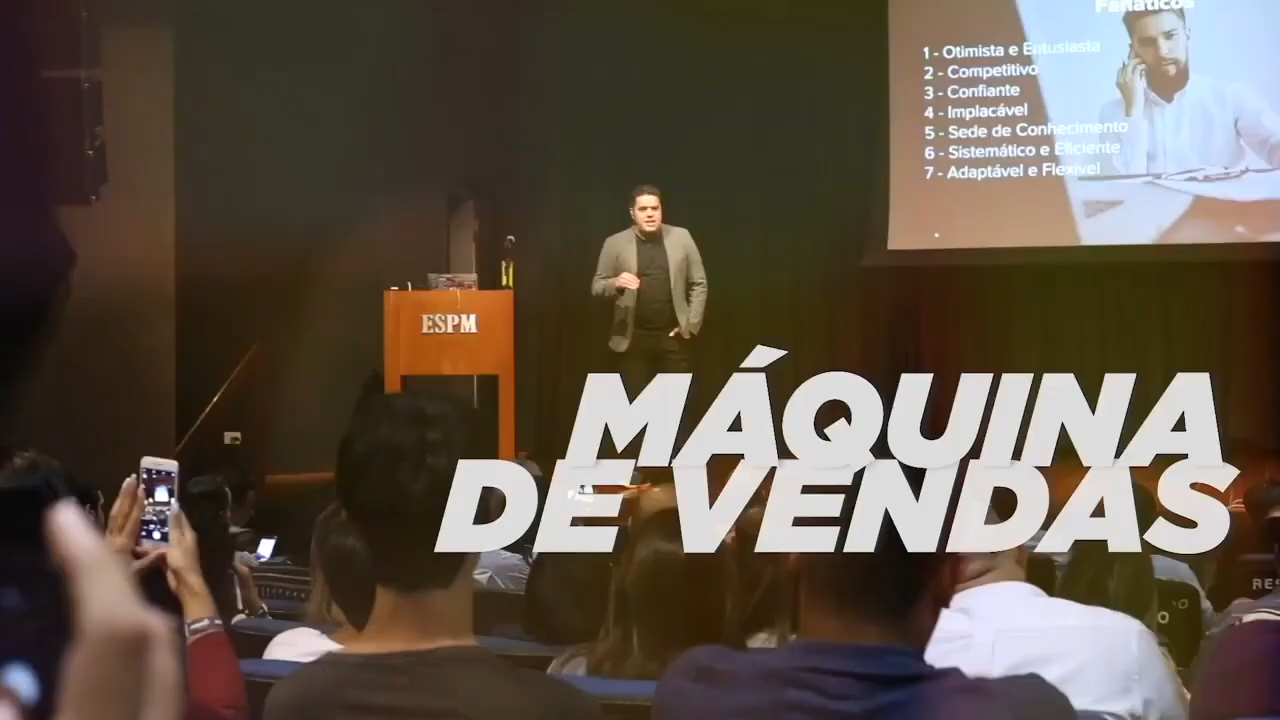 Fanáticos
1 - Otimista e Entusiasta
2 - Competitivo
3 - Confiante
4 - Implacável
5 - Sede de Conhecimento
6 - Sistemático e Eficiente
7 - Adaptável e Flexível
ESPM
MÁQUINA
DE VENDAS